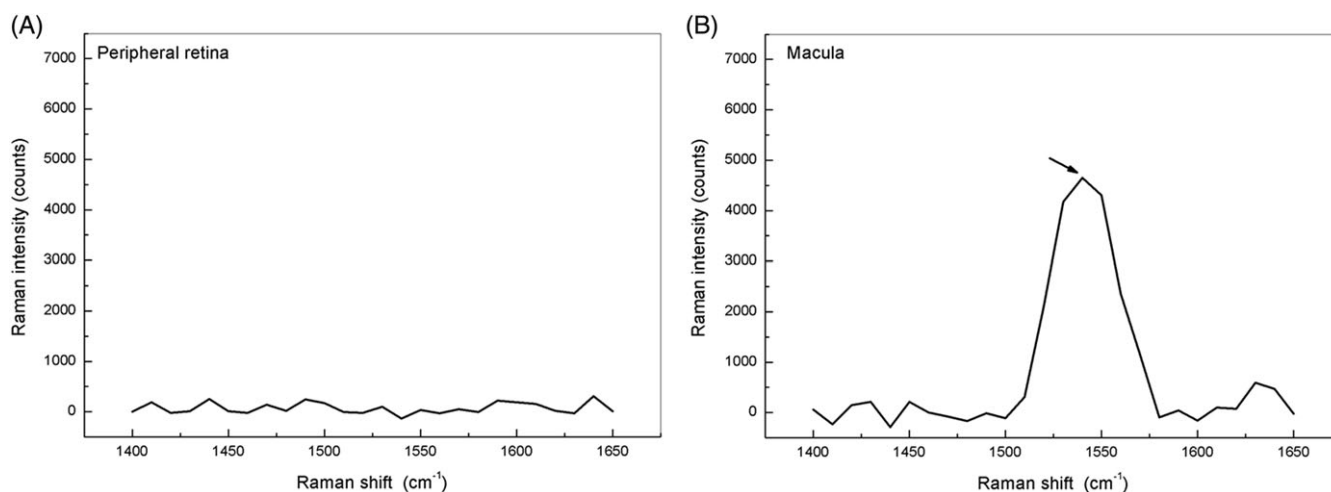 (A)
Peripheral retina
7000
6000
5000
4000
3000
2000
1000
0
1400 1450 1500 1550 1600 1650
Raman intensity (counts)
Raman shift (cm⁻¹)
(B)
Macula
7000
6000
5000
4000
3000
2000
1000
0
1400 1450 1500 1550 1600 1650
Raman intensity (counts)
Raman shift (cm⁻¹)